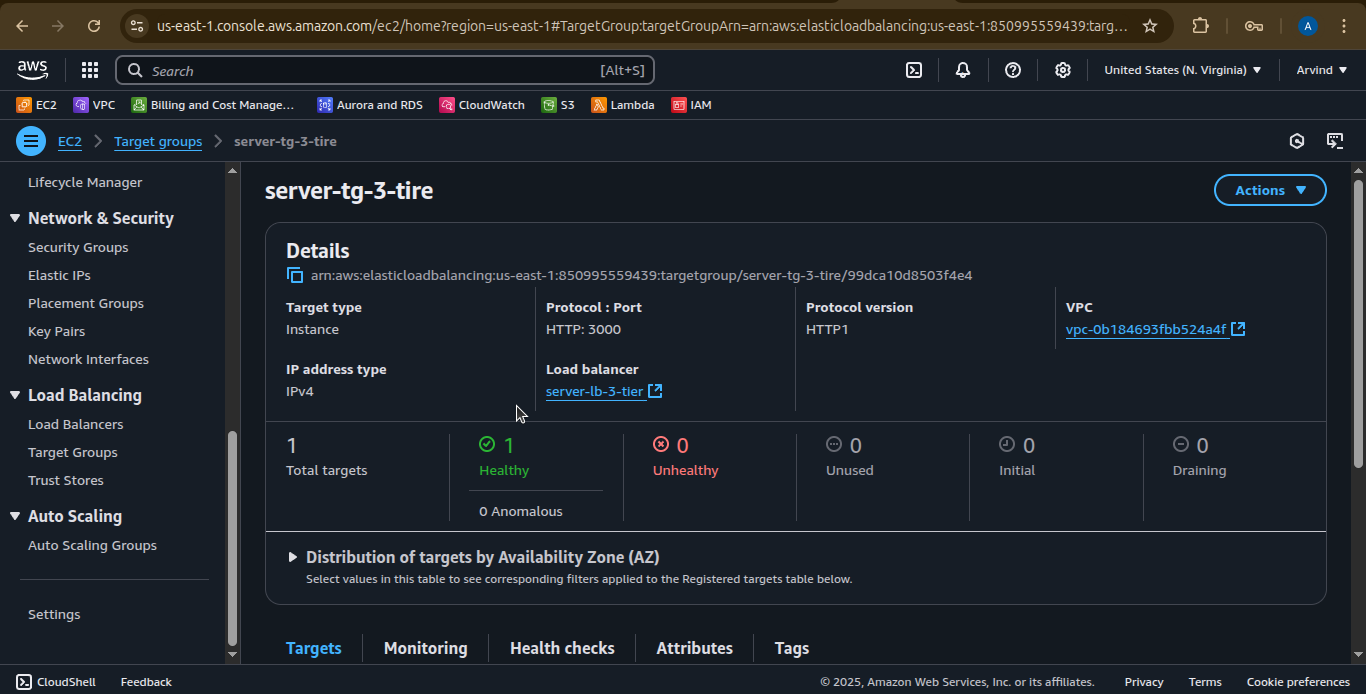 us-east-1.console.aws.amazon.com/ec2/home?region=us-east-1#TargetGroup:targetGroupArn=arn:aws:elasticloadbalancing:us-east-1:850995559439:targ...
A
aws
Search
[Alt+S]
United States (N. Virginia)
Arvind
EC2
VPC
Billing and Cost Manage...
Aurora and RDS
CloudWatch
S3
Lambda
IAM
EC2
Target groups
server-tg-3-tire
Lifecycle Manager
Network & Security
Security Groups
Elastic IPs
Placement Groups
Key Pairs
Network Interfaces
Load Balancing
Load Balancers
Target Groups
Trust Stores
Auto Scaling
Auto Scaling Groups
Settings
server-tg-3-tire
Actions
Details
arn:aws:elasticloadbalancing:us-east-1:850995559439:targetgroup/server-tg-3-tire/99dca10d8503f4e4
Target type
Instance
Protocol : Port
HTTP: 3000
Protocol version
HTTP1
VPC
vpc-0b184693fbb524a4f
IP address type
IPv4
Load balancer
server-lb-3-tier
1
Total targets
1
Healthy
0 Anomalous
0
Unhealthy
0
Unused
0
Initial
0
Draining
Distribution of targets by Availability Zone (AZ)
Select values in this table to see corresponding filters applied to the Registered targets table below.
Targets
Monitoring
Health checks
Attributes
Tags
CloudShell
Feedback
© 2025, Amazon Web Services, Inc. or its affiliates.
Privacy
Terms
Cookie preferences